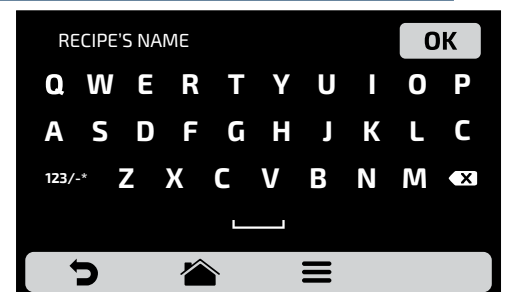 RECIPE'S NAME OK
Q W E R T Y U I O P
A S D F G H J K L C
123/-* Z X C V B N M X